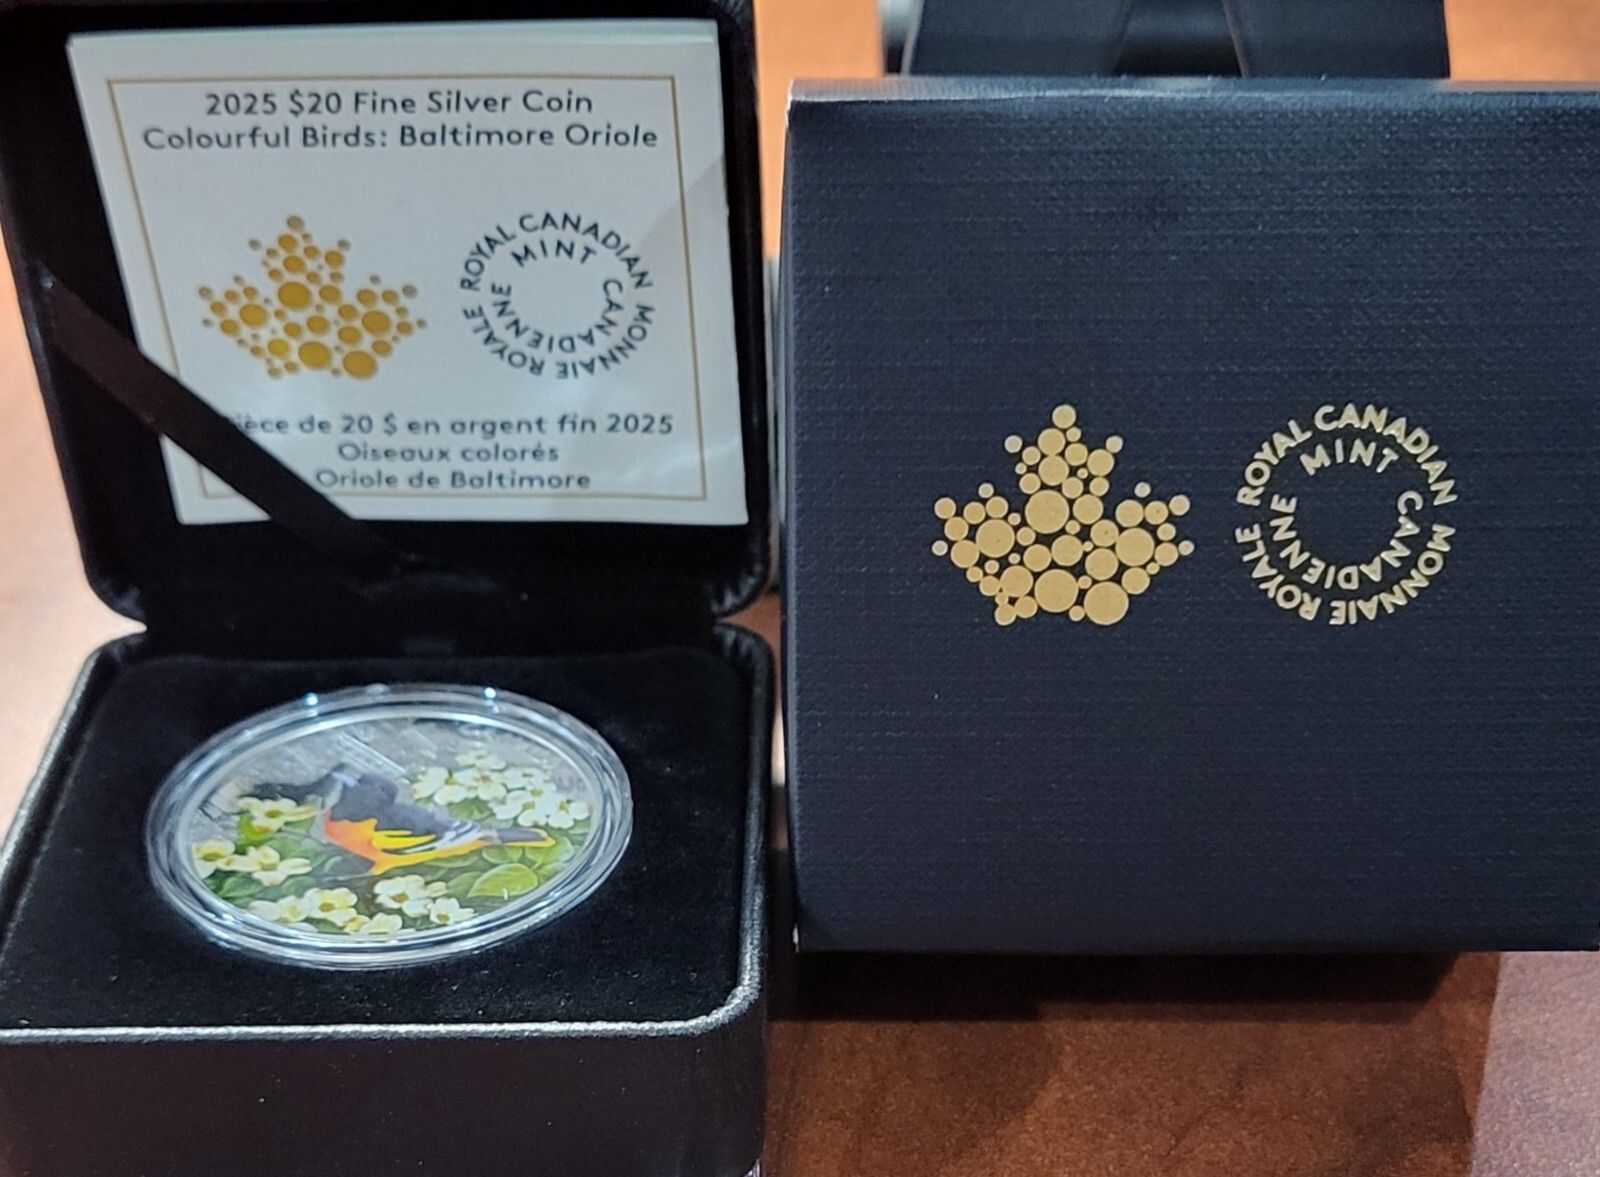 2025 $20 Fine Silver Coin
Colourful Birds: Baltimore Oriole
ROYAL CANADIAN MINT
MONNAIE ROYALE CANADIENNE
de 20 $ en argent fin 2025
Oiseaux colorés
Oriole de Baltimore
ROYAL CANADIAN MINT
MONNAIE ROYALE CANADIENNE